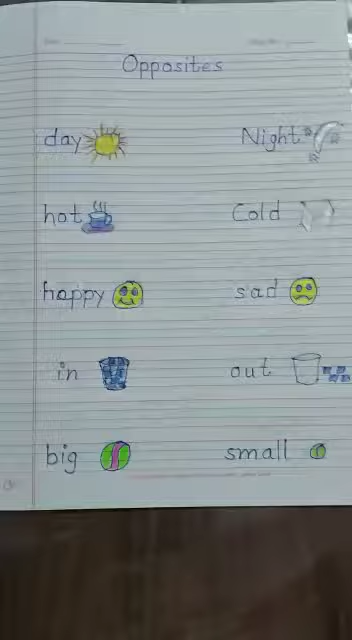 Opposites
day Night
hot Cold
happy sad
in out
big small